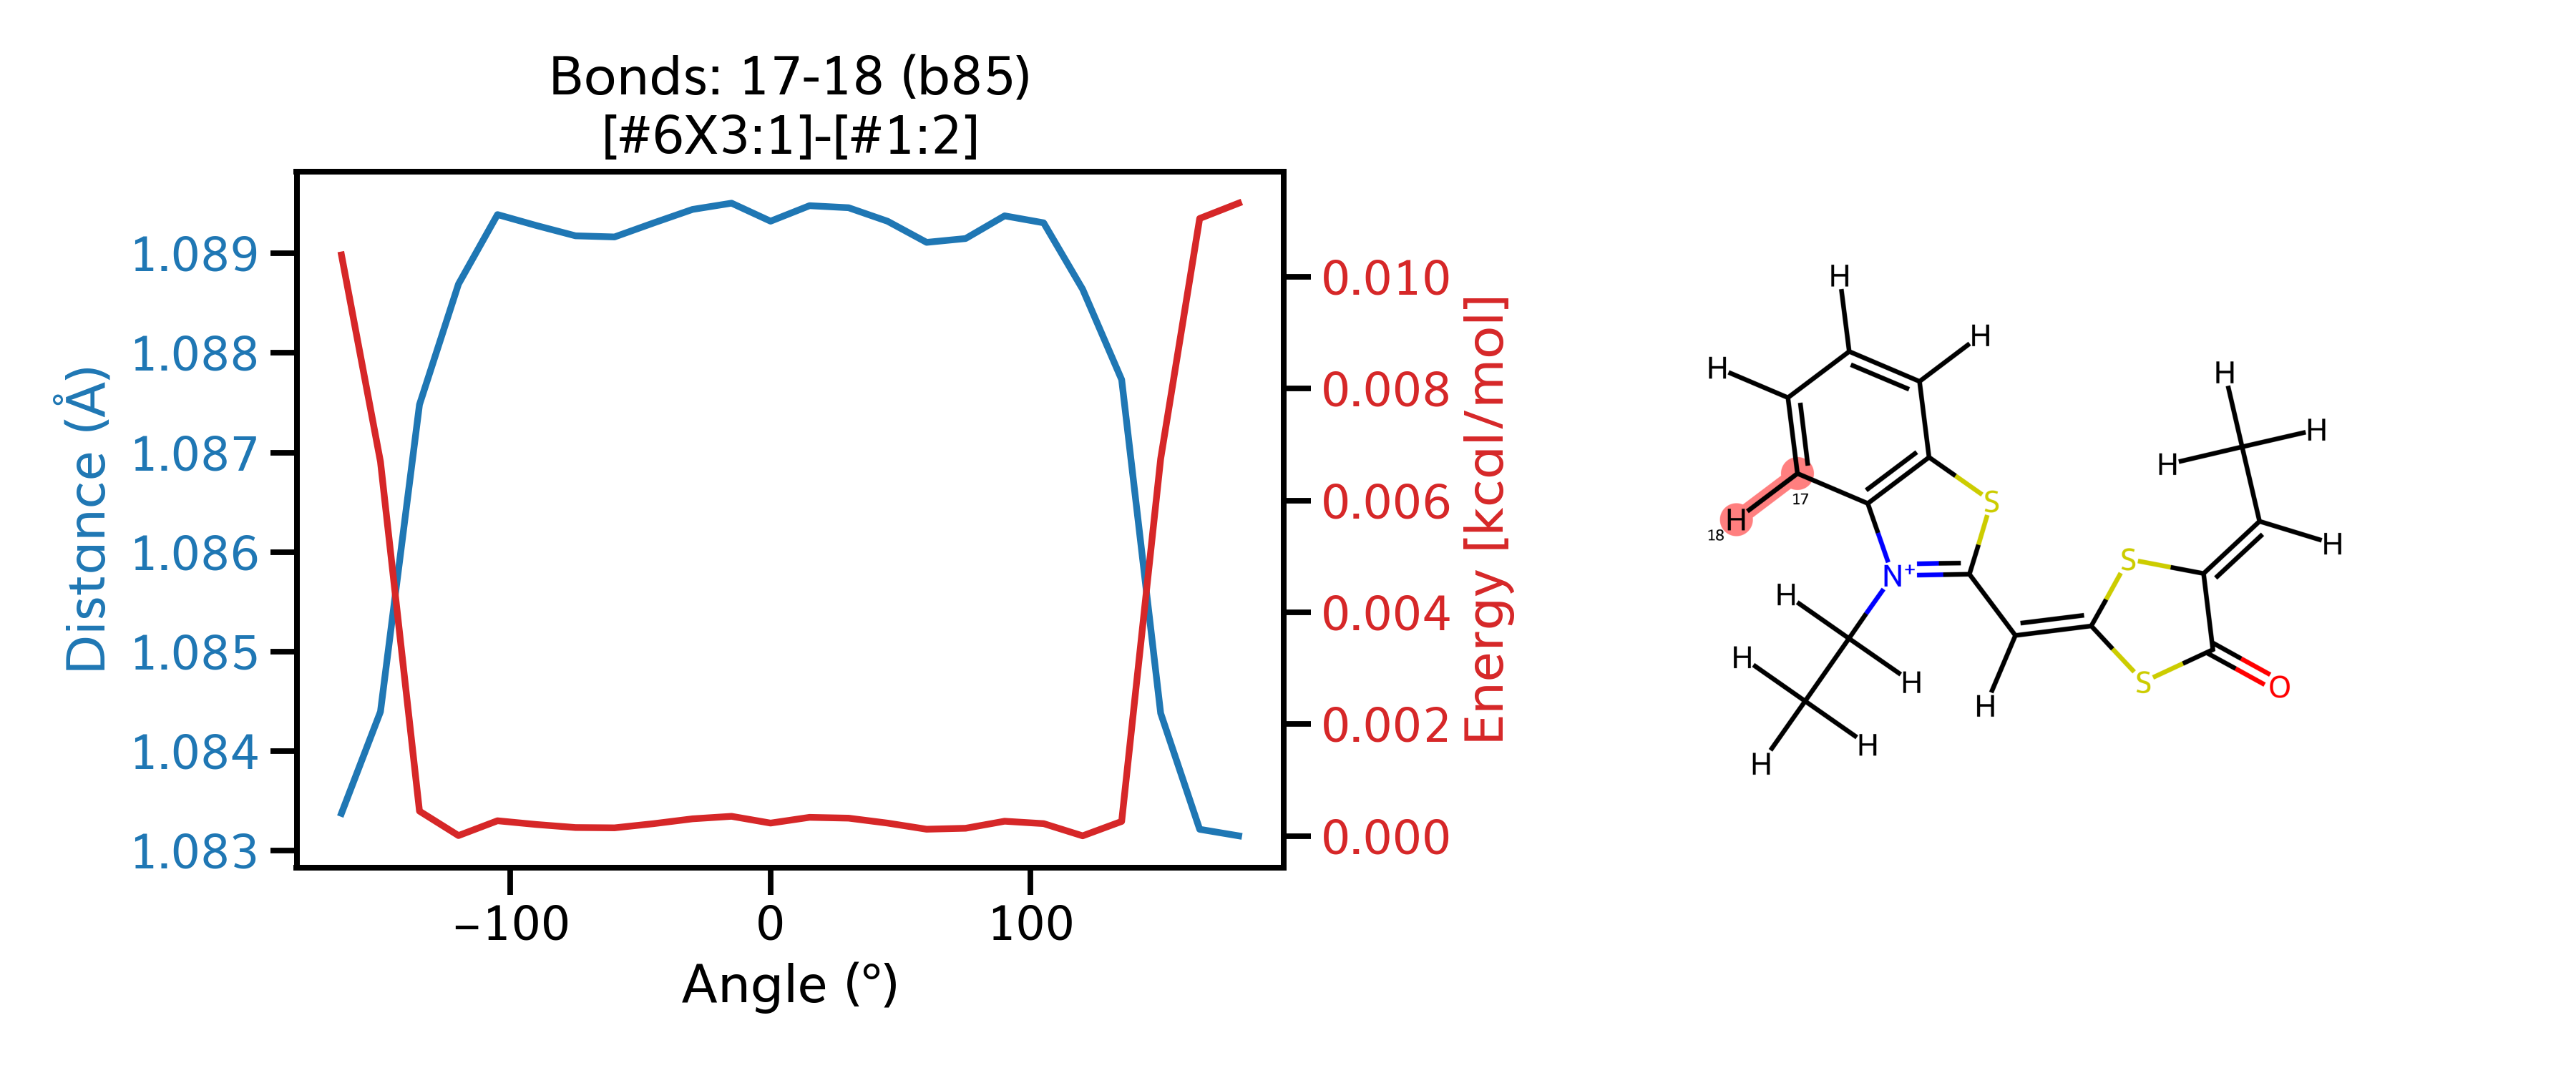 Bonds: 17-18 (b85)
[#6X3:1]-[#1:2]
1.089
1.088
1.087
1.086
1.085
1.084
1.083
Distance (Å)
0.010
0.008
0.006
0.004
0.002
0.000
Energy [kcal/mol]
−100 0 100
Angle (°)
H
H
H
H
H
H
17
H
18
S
H
S
N+
H
H
H
S
O
H
H
H
H